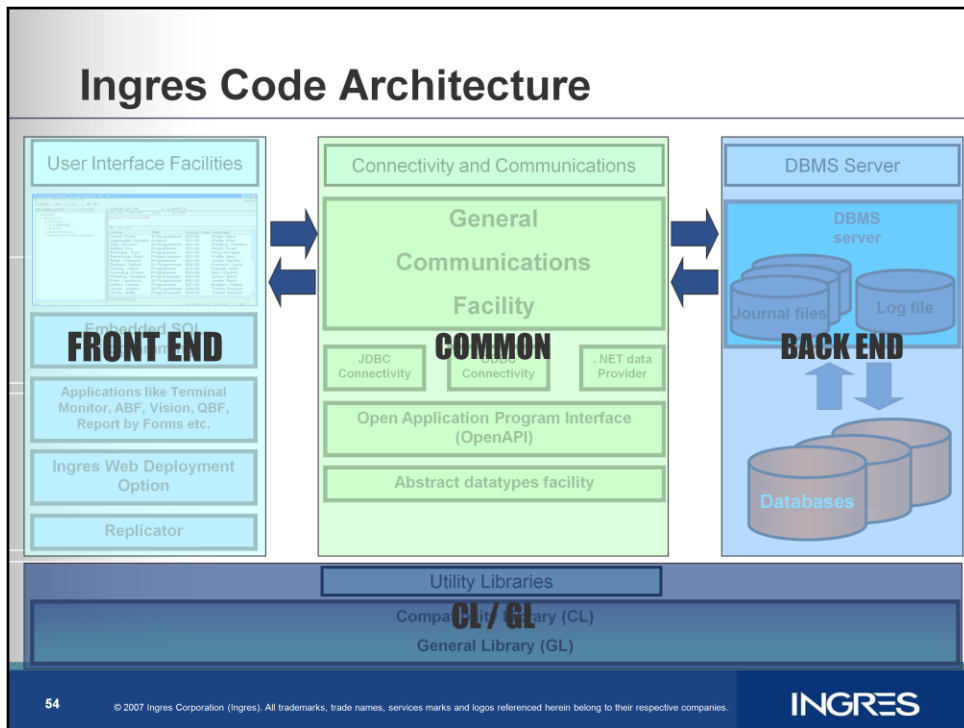 Ingres Code Architecture
User Interface Facilities
Embedded SQL
FRONT END
Applications like Terminal
Monitor, ABF, Vision, QBF,
Report by Forms etc.
Ingres Web Deployment
Option
Replicator
Connectivity and Communications
General
Communications
Facility
COMMON
JDBC
Connectivity
Connectivity
. NET data
Provider
Open Application Program Interface
(OpenAPI)
Abstract datatypes facility
DBMS Server
DBMS
server
Journal files
Log file
BACK END
Databases
Utility Libraries
Compatibility Library (CL)
CL / GL
General Library (GL)
54
© 2007 Ingres Corporation (Ingres). All trademarks, trade names, services marks and logos referenced herein belong to their respective companies.
INGRES